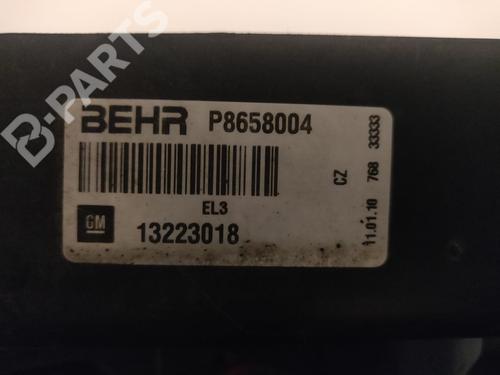 B-PARTS
BEHR P8658004
EL3
GM 13223018
CZ
11.01.10 768 33333